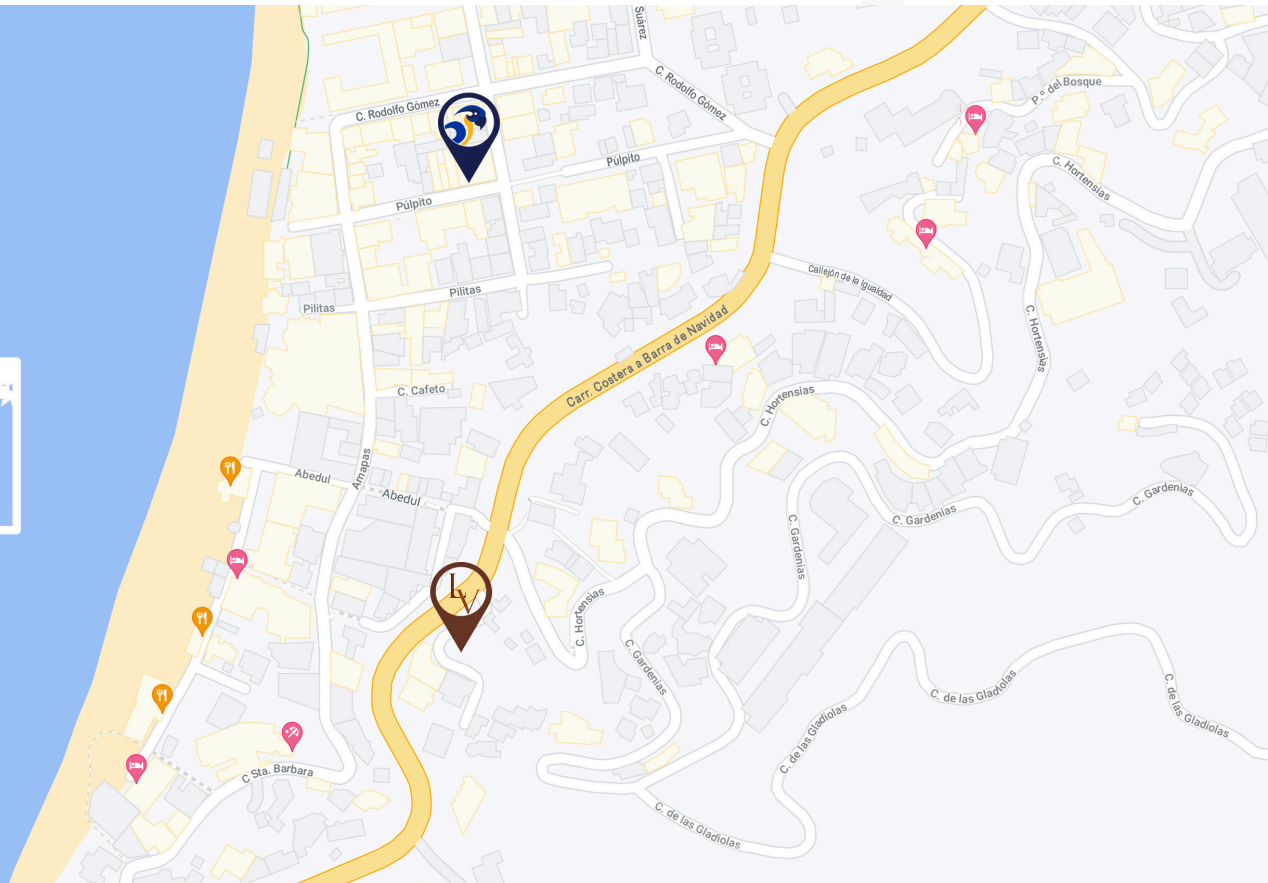 Suárez
C. Rodolfo Gómez
C. Rodolfo Gómez
P.º del Bosque
Púlpito
C. Hortensias
Púlpito
Callejón de la Igualdad
Pilitas
Pilitas
C. Hortensias
Carr. Costera a Barra de Navidad
C. Cafeto
C. Hortensias
Amapas
Abedul
Abedul
C. Gardenias
C. Gardenias
C. Gardenias
LV
C. Hortensias
C. Gardenias
C. de las Gladiolas
C. de las Gladiolas
C. de las Gladiolas
C Sta. Barbara
C. de las Gladiolas